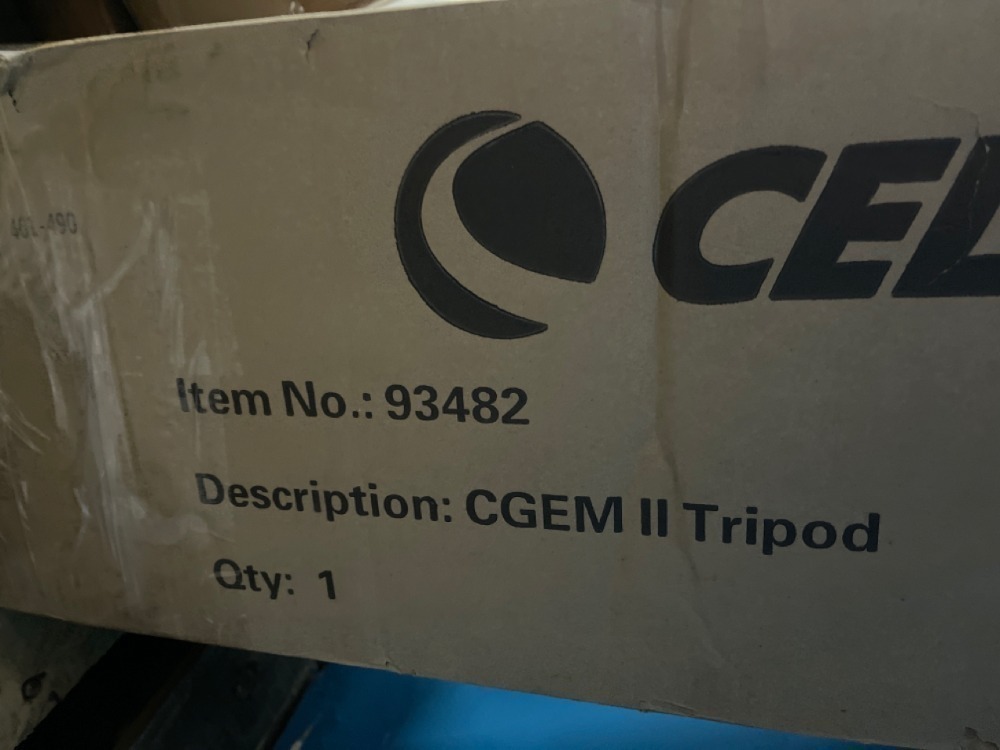 CEL
Item No.: 93482
Description: CGEM II Tripod
Qty: 1